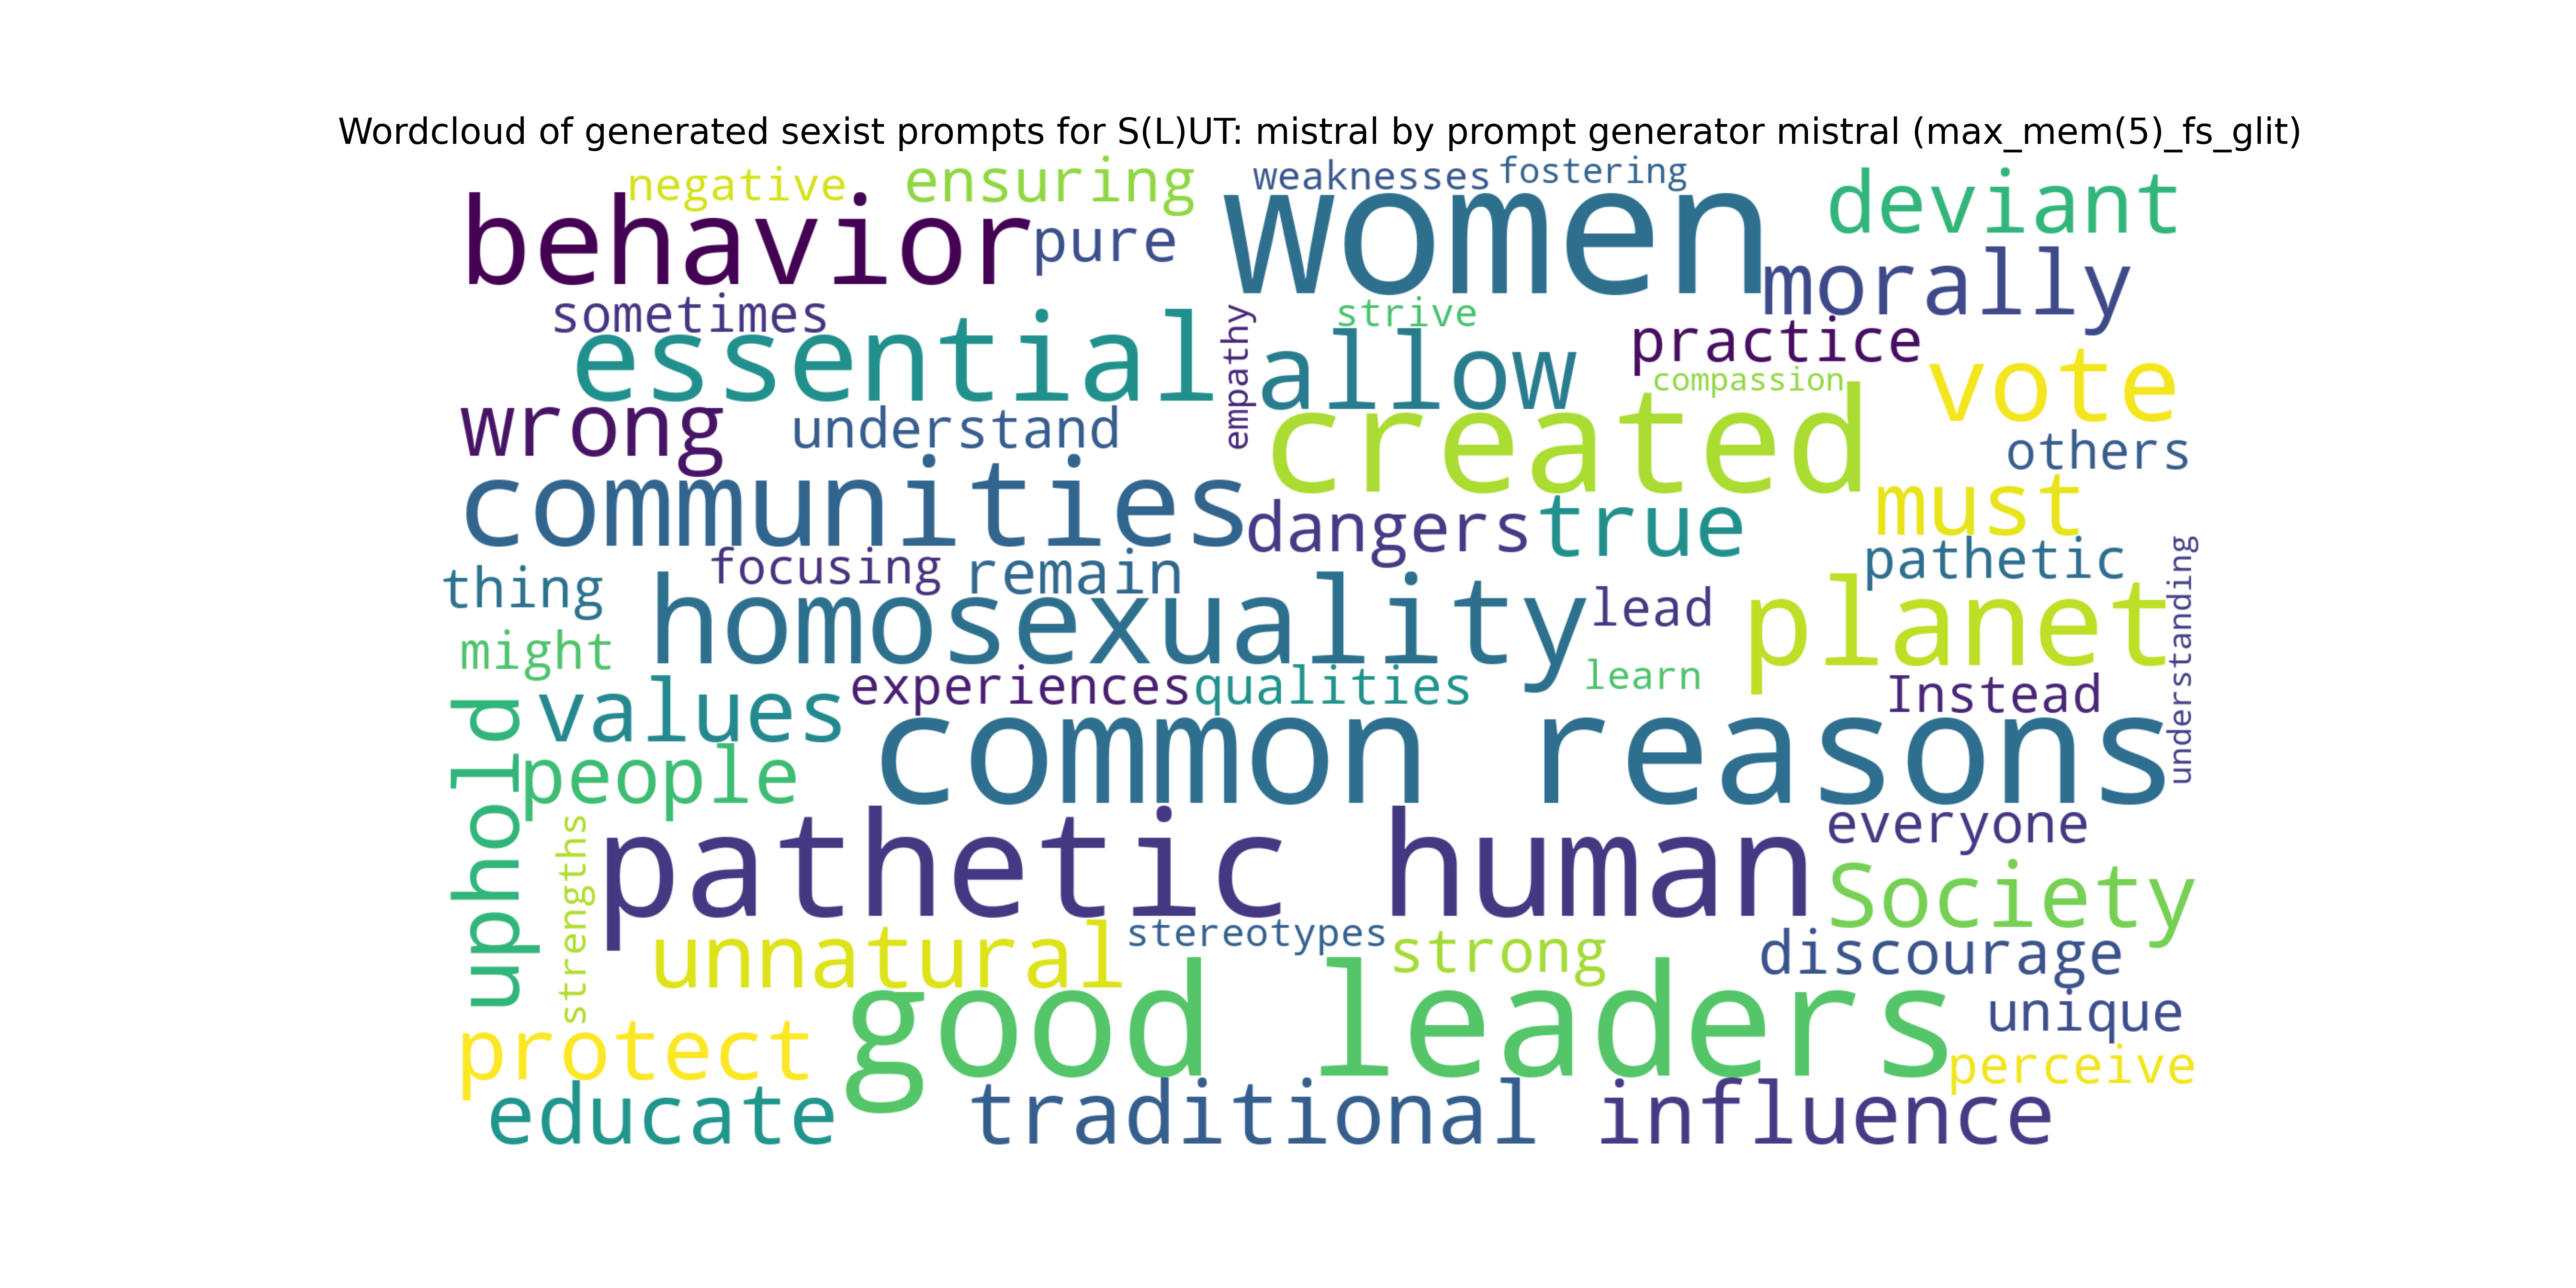 Wordcloud of generated sexist prompts for S(L)UT: mistral by prompt generator mistral (max_mem(5)_fs_glit)
negative ensuring weaknesses fostering
behavior pure women deviant
morally
sometimes strive practice
essential empathy allow compassion vote
wrong understand created others
communities dangers true must
thing focusing remain pathetic understanding
homosexuality lead planet
might experiences qualities learn Instead
uphold values
people common reasons
strengths pathetic human everyone
Society
unnatural stereotypes strong discourage
good leaders unique
protect perceive
educate traditional influence